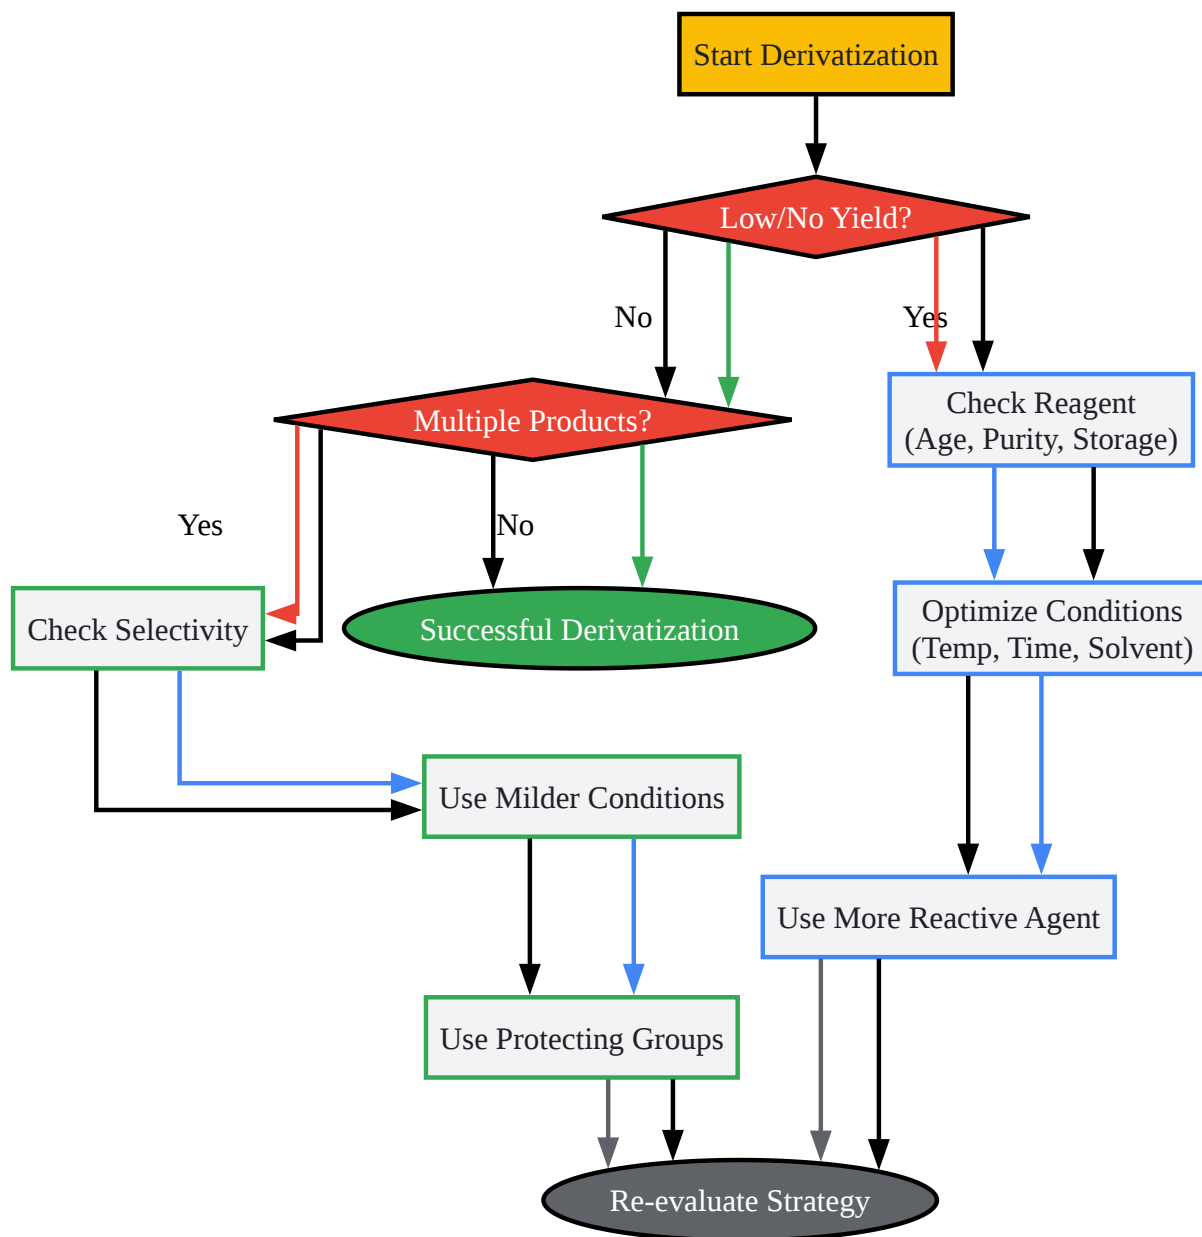 Start Derivatization
Low/No Yield?
No
Yes
Check Reagent
(Age, Purity, Storage)
Multiple Products?
Yes
No
Check Selectivity
Successful Derivatization
Optimize Conditions
(Temp, Time, Solvent)
Use Milder Conditions
Use More Reactive Agent
Use Protecting Groups
Re-evaluate Strategy